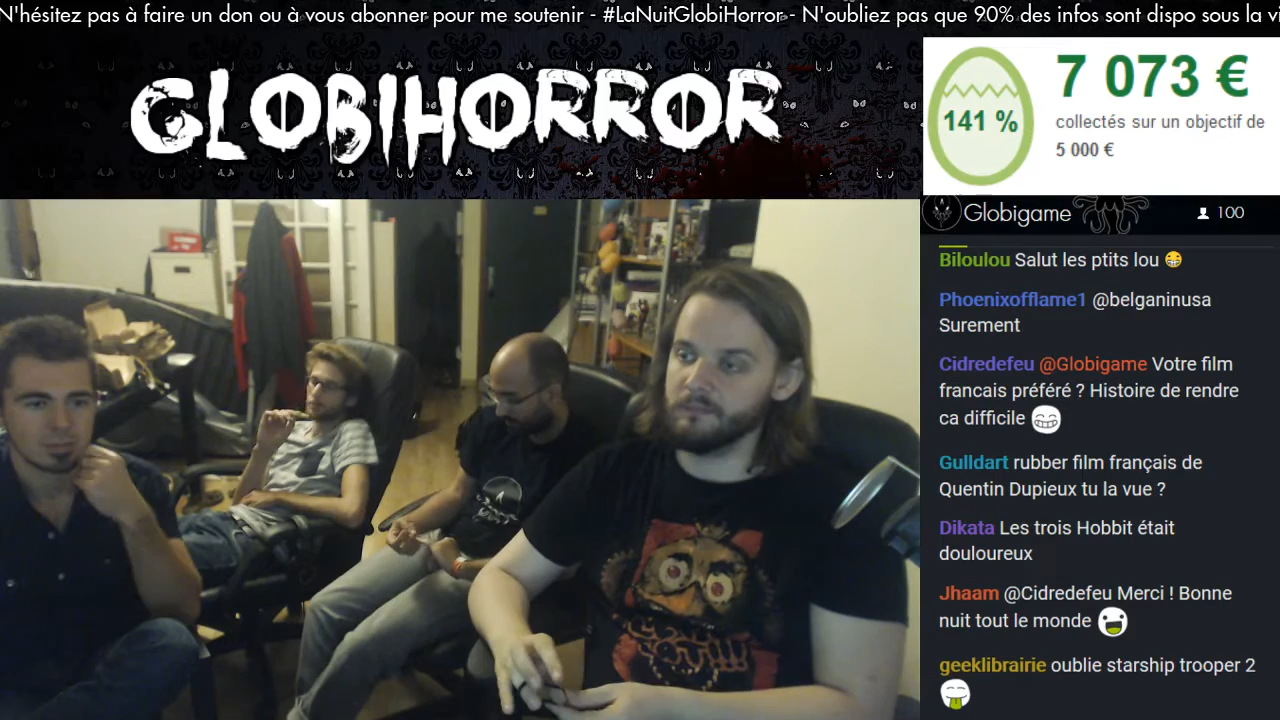 N'hésitez pas à faire un don ou à vous abonner pour me soutenir - #LaNuitGlobiHorror - N'oubliez pas que 90% des infos sont dispo sous la
GLOBIHORROR
7 073 €
141 %
collectés sur un objectif de
5 000 €
Globigame
100
Biloulou Salut les ptits lou
Phoenixofflame1 @belganinusa
Surement
Cidredefeu @Globigame Votre film
francais préféré ? Histoire de rendre
ca difficile
Gulldart rubber film français de
Quentin Dupieux tu la vue ?
Dikata Les trois Hobbit était
douloureux
Jhaam @Cidredefeu Merci ! Bonne
nuit tout le monde
geeklibrairie oublie starship trooper 2